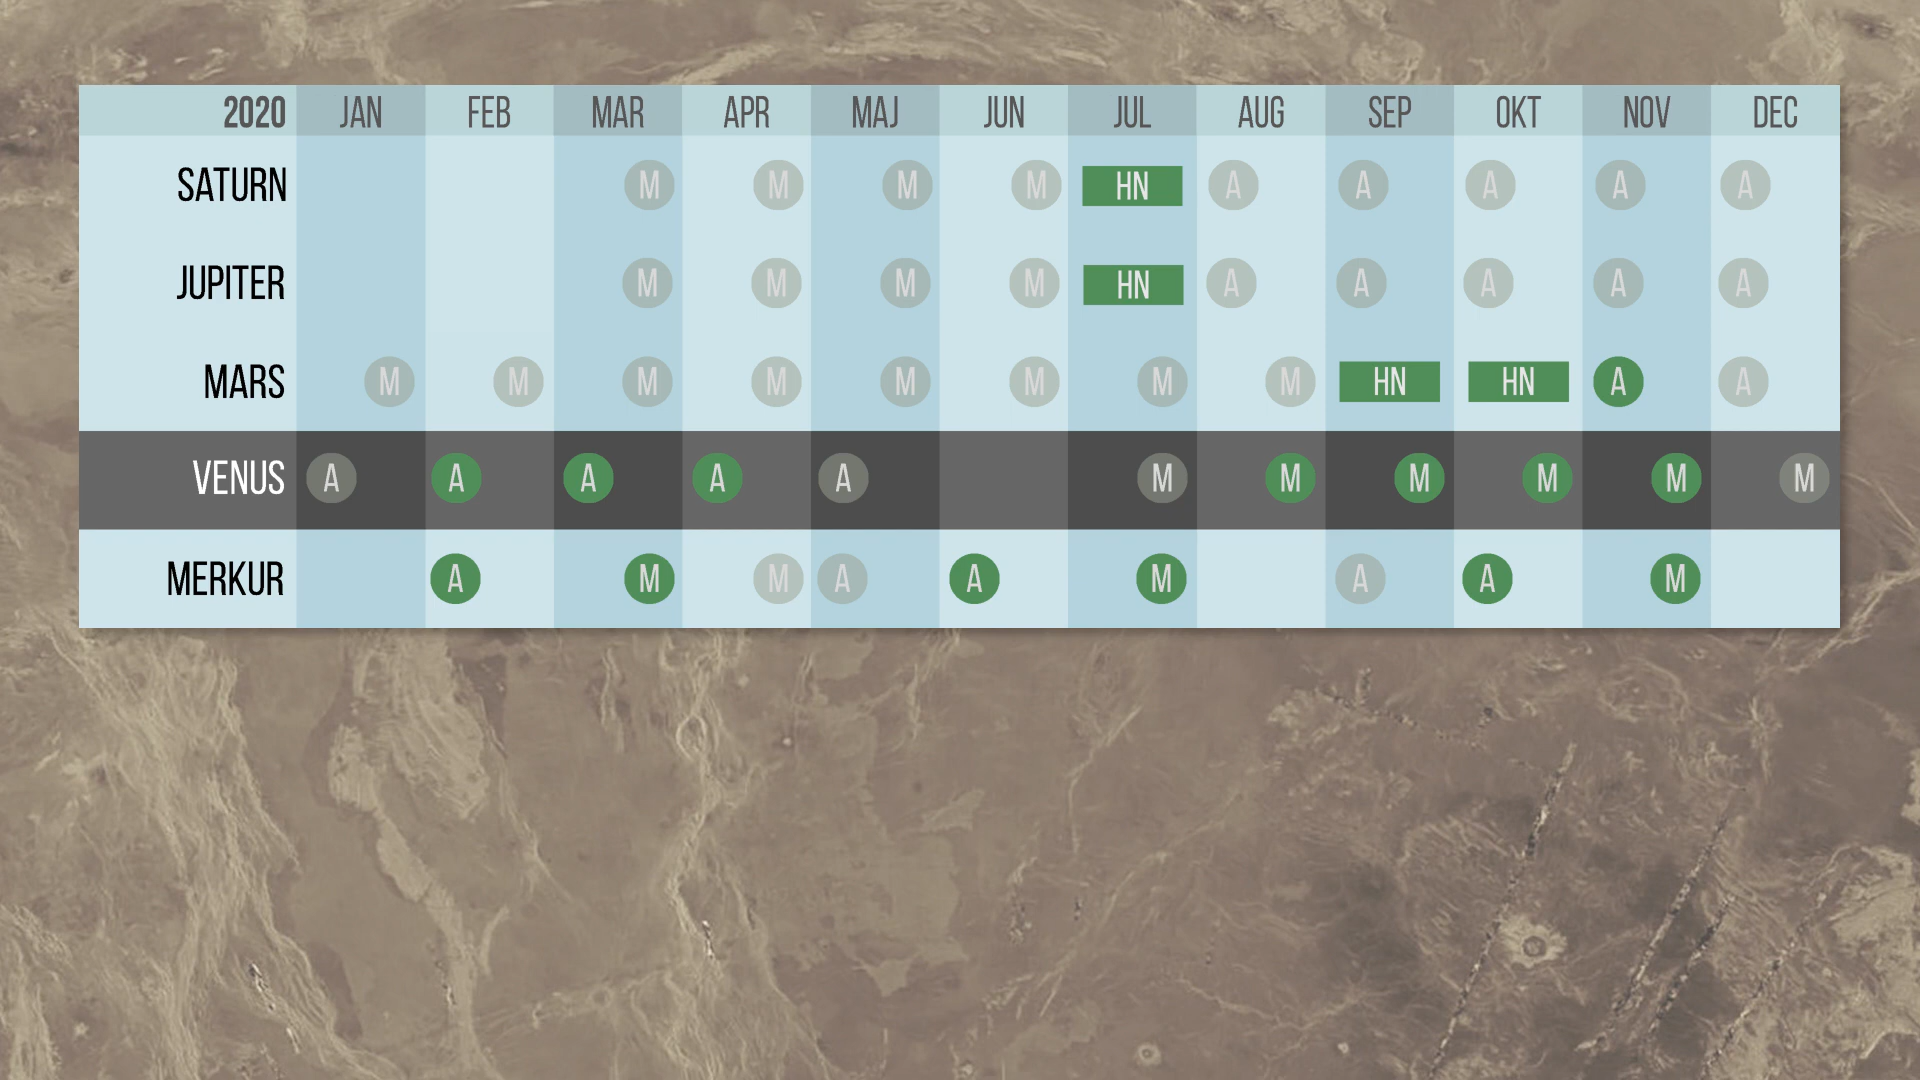 2020 JAN FEB MAR APR MAJ JUN JUL AUG SEP OKT NOV DEC
SATURN M M M M HN A A A A A
JUPITER M M M M HN A A A A A
MARS M M M M M M M M HN HN A A
VENUS A A A A A M M M M M M
MERKUR A M M A A M A A M